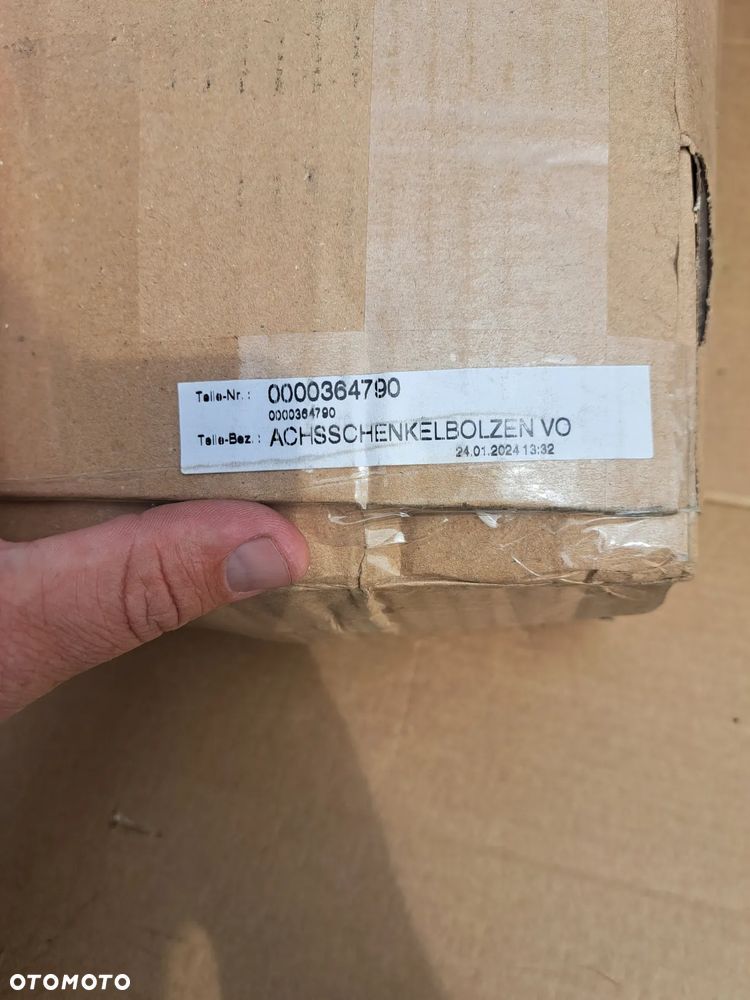 Teile-Nr.: 0000364790
0000364790
Teile-Bez.: ACHSSCHENKELBOLZEN VO
24.01.2024 13:32
OTOMOTO